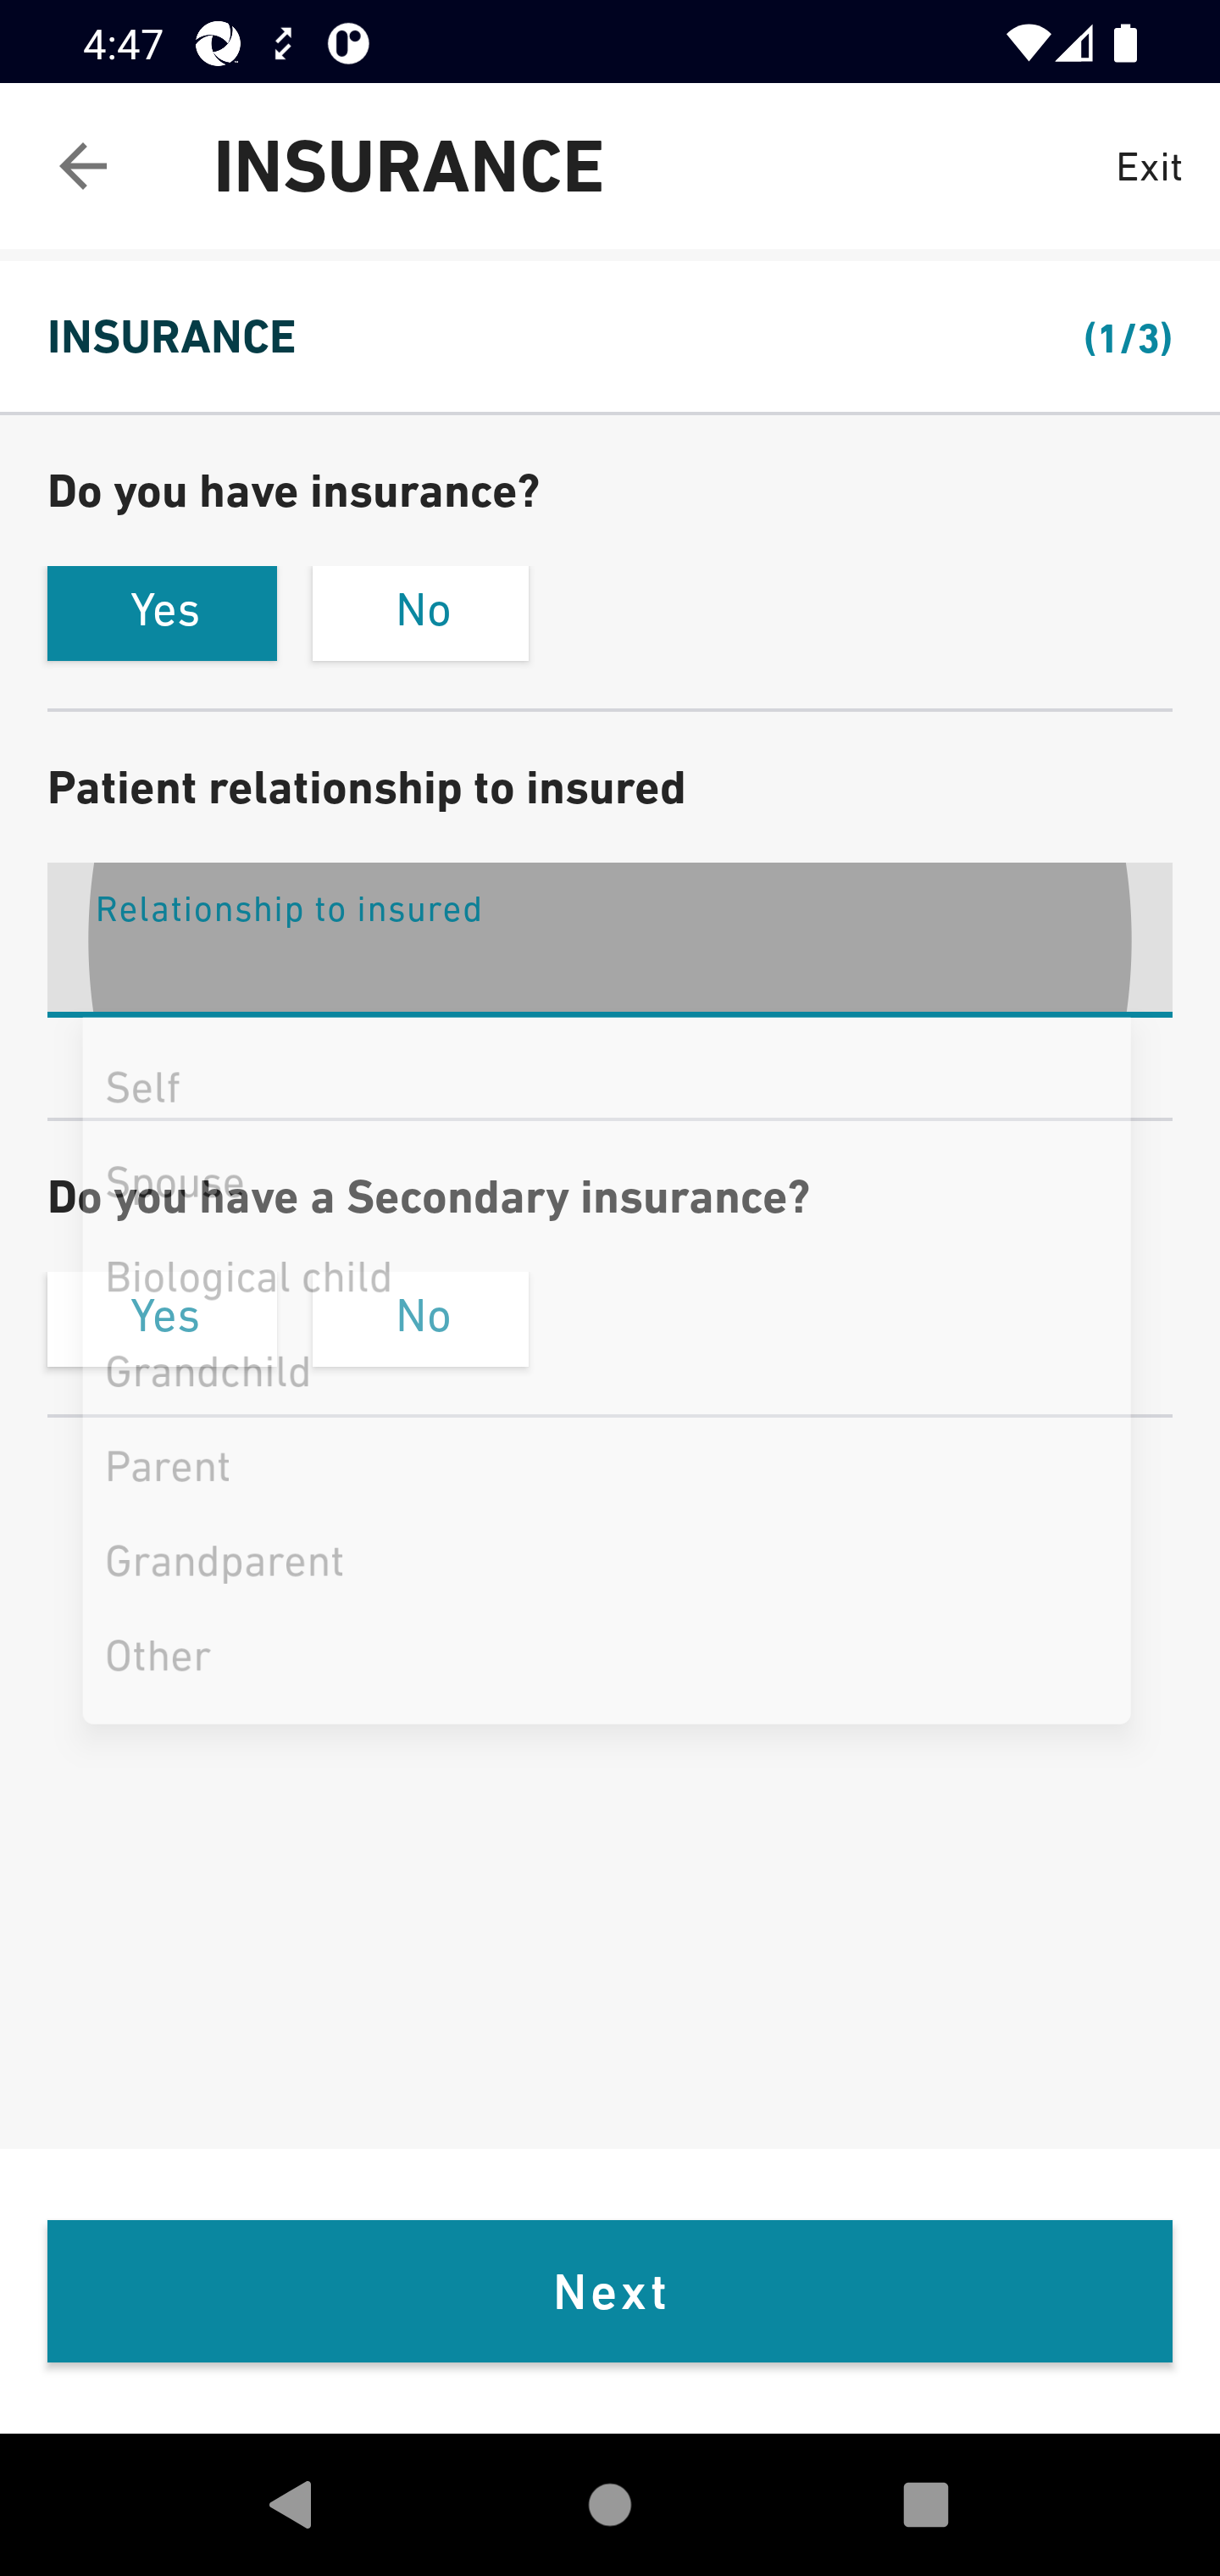 4:47
INSURANCE
Exit
INSURANCE
(1/3)
Do you have insurance?
Yes
No
Patient relationship to insured
Relationship to insured
Self
Spouse
Do you have a Secondary insurance?
Biological child
Yes
No
Grandchild
Parent
Grandparent
Other
Next